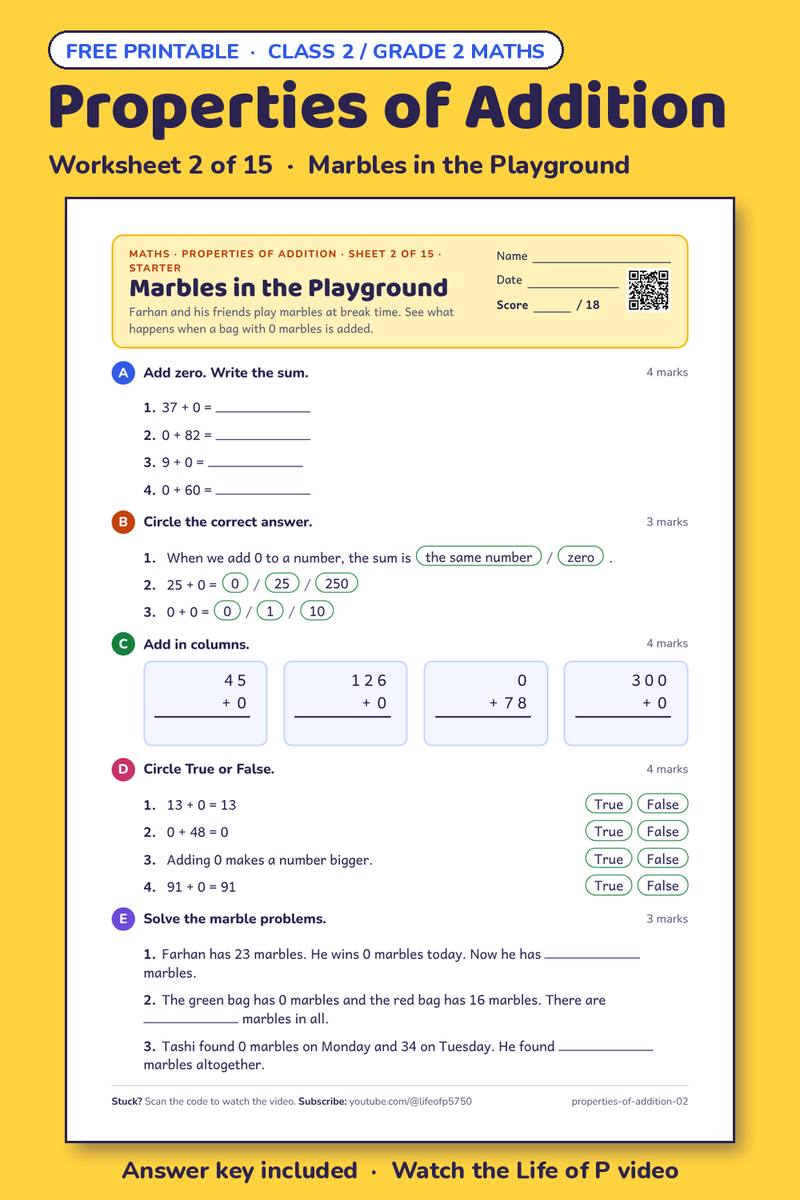 FREE PRINTABLE · CLASS 2 / GRADE 2 MATHS
Properties of Addition
Worksheet 2 of 15 · Marbles in the Playground
MATHS · PROPERTIES OF ADDITION · SHEET 2 OF 15 ·
STARTER
Marbles in the Playground
Farhan and his friends play marbles at break time. See what
happens when a bag with 0 marbles is added.
Name
Date
Score / 18
A Add zero. Write the sum. 4 marks
1. 37 + 0 =
2. 0 + 82 =
3. 9 + 0 =
4. 0 + 60 =
B Circle the correct answer. 3 marks
1. When we add 0 to a number, the sum is the same number / zero .
2. 25 + 0 = 0 / 25 / 250
3. 0 + 0 = 0 / 1 / 10
C Add in columns. 4 marks
45 126 0 300
+ 0 + 0 + 78 + 0
D Circle True or False. 4 marks
1. 13 + 0 = 13 True False
2. 0 + 48 = 0 True False
3. Adding 0 makes a number bigger. True False
4. 91 + 0 = 91 True False
E Solve the marble problems. 3 marks
1. Farhan has 23 marbles. He wins 0 marbles today. Now he has
marbles.
2. The green bag has 0 marbles and the red bag has 16 marbles. There are
marbles in all.
3. Tashi found 0 marbles on Monday and 34 on Tuesday. He found
marbles altogether.
Stuck? Scan the code to watch the video. Subscribe: youtube.com/@lifeofp5750 properties-of-addition-02
Answer key included · Watch the Life of P video